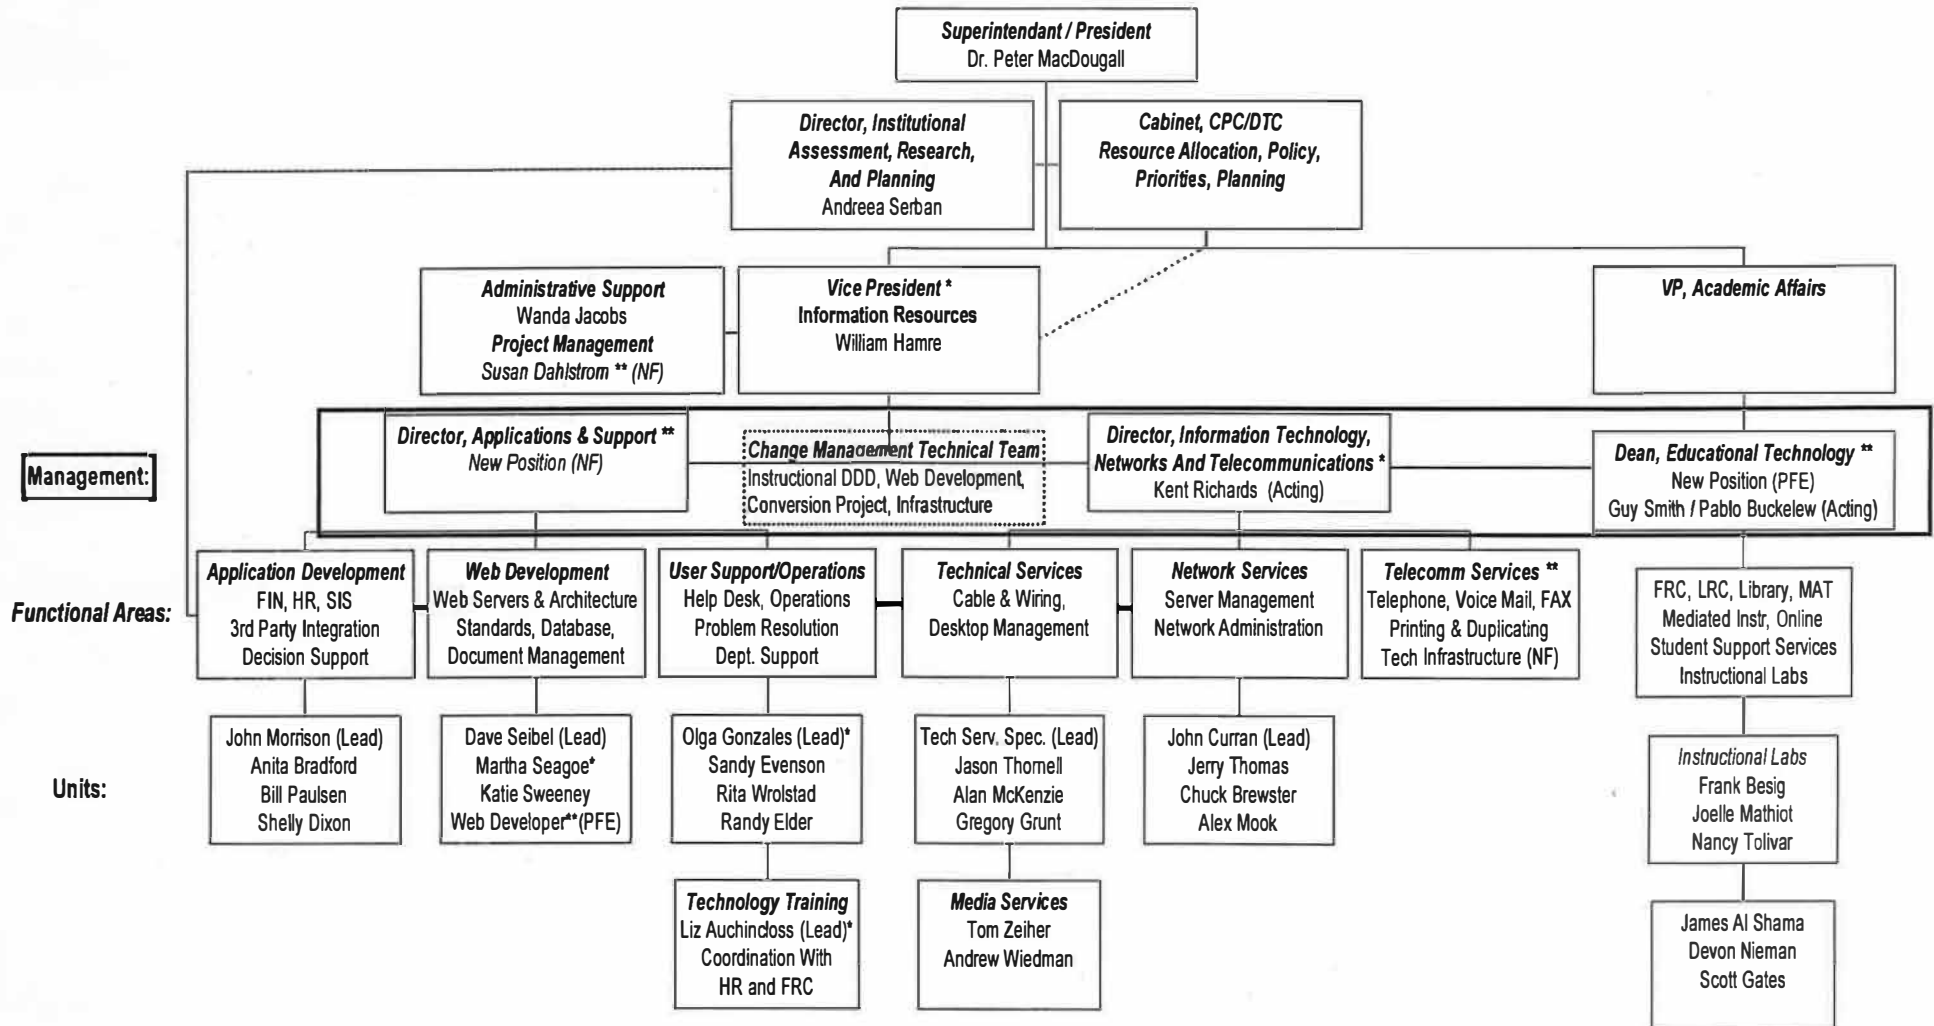 Superintendant / President
Dr. Peter MacDougall
Director, Institutional
Assessment, Research,
And Planning
Andreea Serban
Cabinet, CPC/DTC
Resource Allocation, Policy,
Priorities, Planning
Administrative Support
Wanda Jacobs
Project Management
Susan Dahlstrom ** (NF)
Vice President *
Information Resources
William Hamre
VP, Academic Affairs
Management:
Director, Applications & Support **
New Position (NF)
Change Management Technical Team
Instructional DDD, Web Development,
Conversion Project, Infrastructure
Director, Information Technology,
Networks And Telecommunications *
Kent Richards (Acting)
Dean, Educational Technology **
New Position (PFE)
Guy Smith / Pablo Buckelew (Acting)
Functional Areas:
Application Development
FIN, HR, SIS
3rd Party Integration
Decision Support
Web Development
Web Servers & Architecture
Standards, Database,
Document Management
User Support/Operations
Help Desk, Operations
Problem Resolution
Dept. Support
Technical Services
Cable & Wiring,
Desktop Management
Network Services
Server Management
Network Administration
Telecomm Services **
Telephone, Voice Mail, FAX
Printing & Duplicating
Tech Infrastructure (NF)
FRC, LRC, Library, MAT
Mediated Instr, Online
Student Support Services
Instructional Labs
Units:
John Morrison (Lead)
Anita Bradford
Bill Paulsen
Shelly Dixon
Dave Seibel (Lead)
Martha Seagoe*
Katie Sweeney
Web Developer**(PFE)
Olga Gonzales (Lead)*
Sandy Evenson
Rita Wrolstad
Randy Elder
Tech Serv. Spec. (Lead)
Jason Thornell
Alan McKenzie
Gregory Grunt
John Curran (Lead)
Jerry Thomas
Chuck Brewster
Alex Mook
Instructional Labs
Frank Besig
Joelle Mathiot
Nancy Tolivar
Technology Training
Liz Auchincloss (Lead)*
Coordination With
HR and FRC
Media Services
Tom Zeiher
Andrew Wiedman
James Al Shama
Devon Nieman
Scott Gates